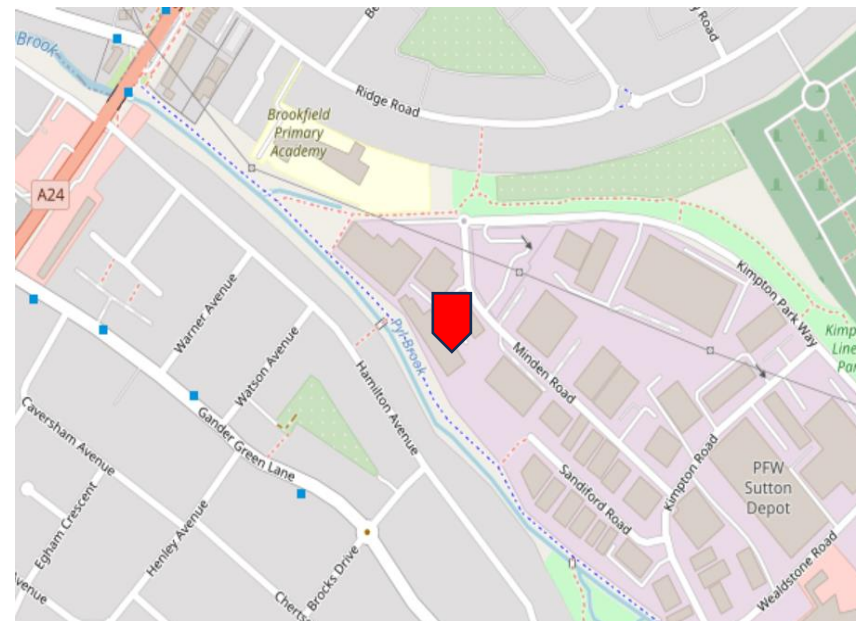 Brook
Ridge Road
Brookfield
Primary
Academy
A24
Kimpton Park Way
Warner Avenue
Pyl Brook
Minden Road
Watson Avenue
Hamilton Avenue
Caversham Avenue
Gander Green Lane
Kimpton Road
PFW
Sutton
Depot
Sandiford Road
Egham Crescent
Henley Avenue
Brocks Drive
Wealdstone Road
Avenue